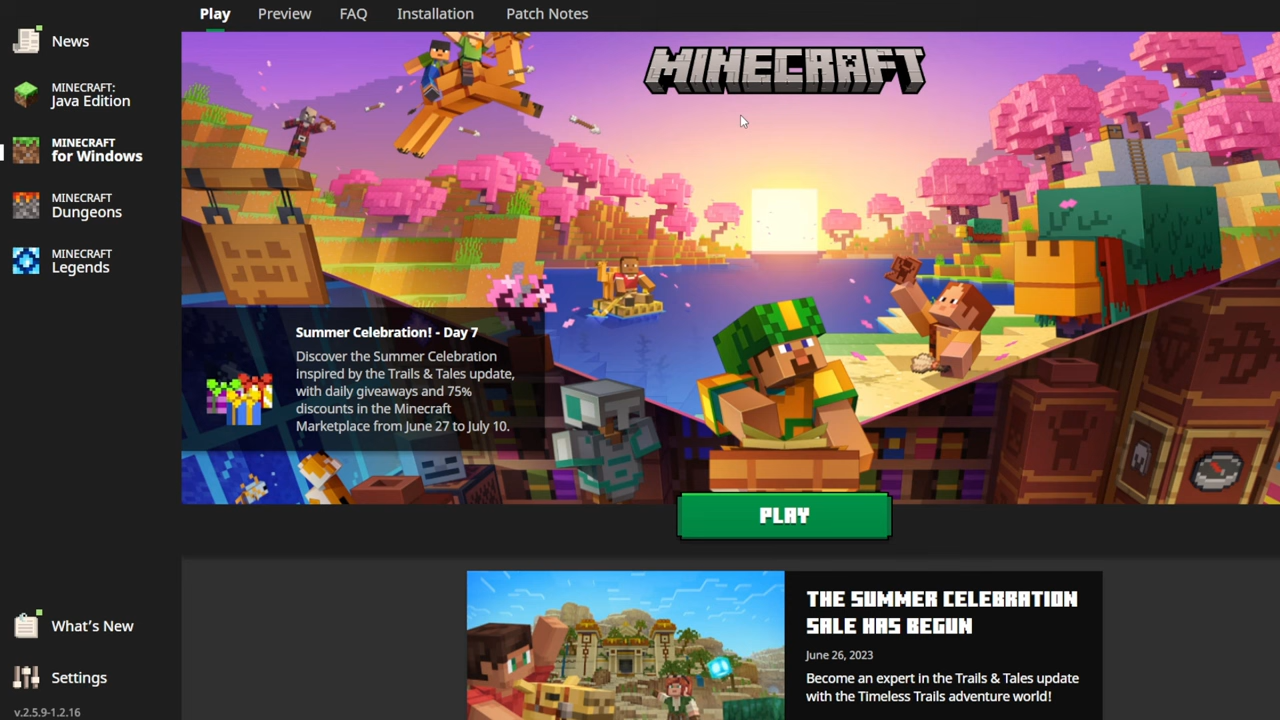 Play
Preview
FAQ
Installation
Patch Notes
News
MINECRAFT:
Java Edition
MINECRAFT
for Windows
MINECRAFT
Dungeons
MINECRAFT
Legends
What's New
Settings
v.2.5.9-1.2.16
MINECRAFT
Summer Celebration! - Day 7
Discover the Summer Celebration
inspired by the Trails & Tales update,
with daily giveaways and 75%
discounts in the Minecraft
Marketplace from June 27 to July 10.
PLAY
THE SUMMER CELEBRATION
SALE HAS BEGUN
June 26, 2023
Become an expert in the Trails & Tales update
with the Timeless Trails adventure world!